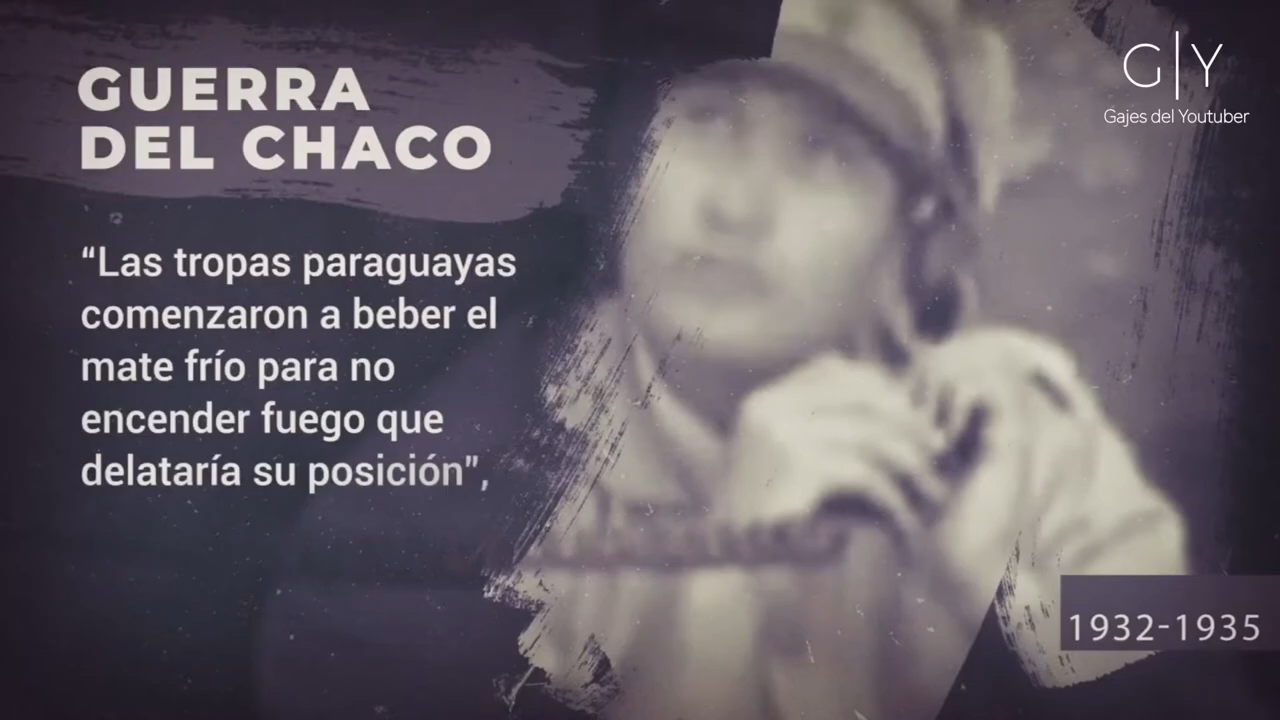 GUERRA
DEL CHACO
G|Y
Gajes del Youtuber
“Las tropas paraguayas
comenzaron a beber el
mate frío para no
encender fuego que
delataría su posición”,
1932-1935